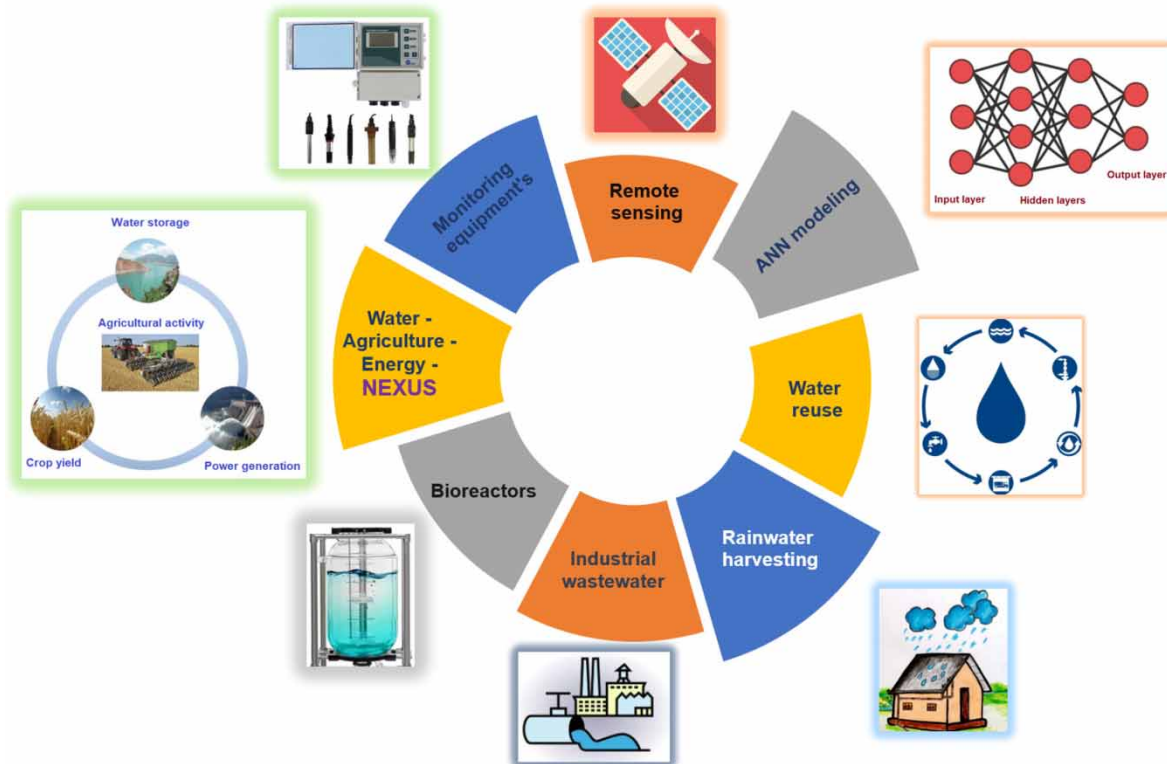 Monitoring
equipment's
Remote
sensing
ANN modeling
Input layer
Hidden layers
Output layer
Water storage
Agricultural activity
Crop yield
Power generation
Water -
Agriculture -
Energy -
NEXUS
Water
reuse
Bioreactors
Industrial
wastewater
Rainwater
harvesting